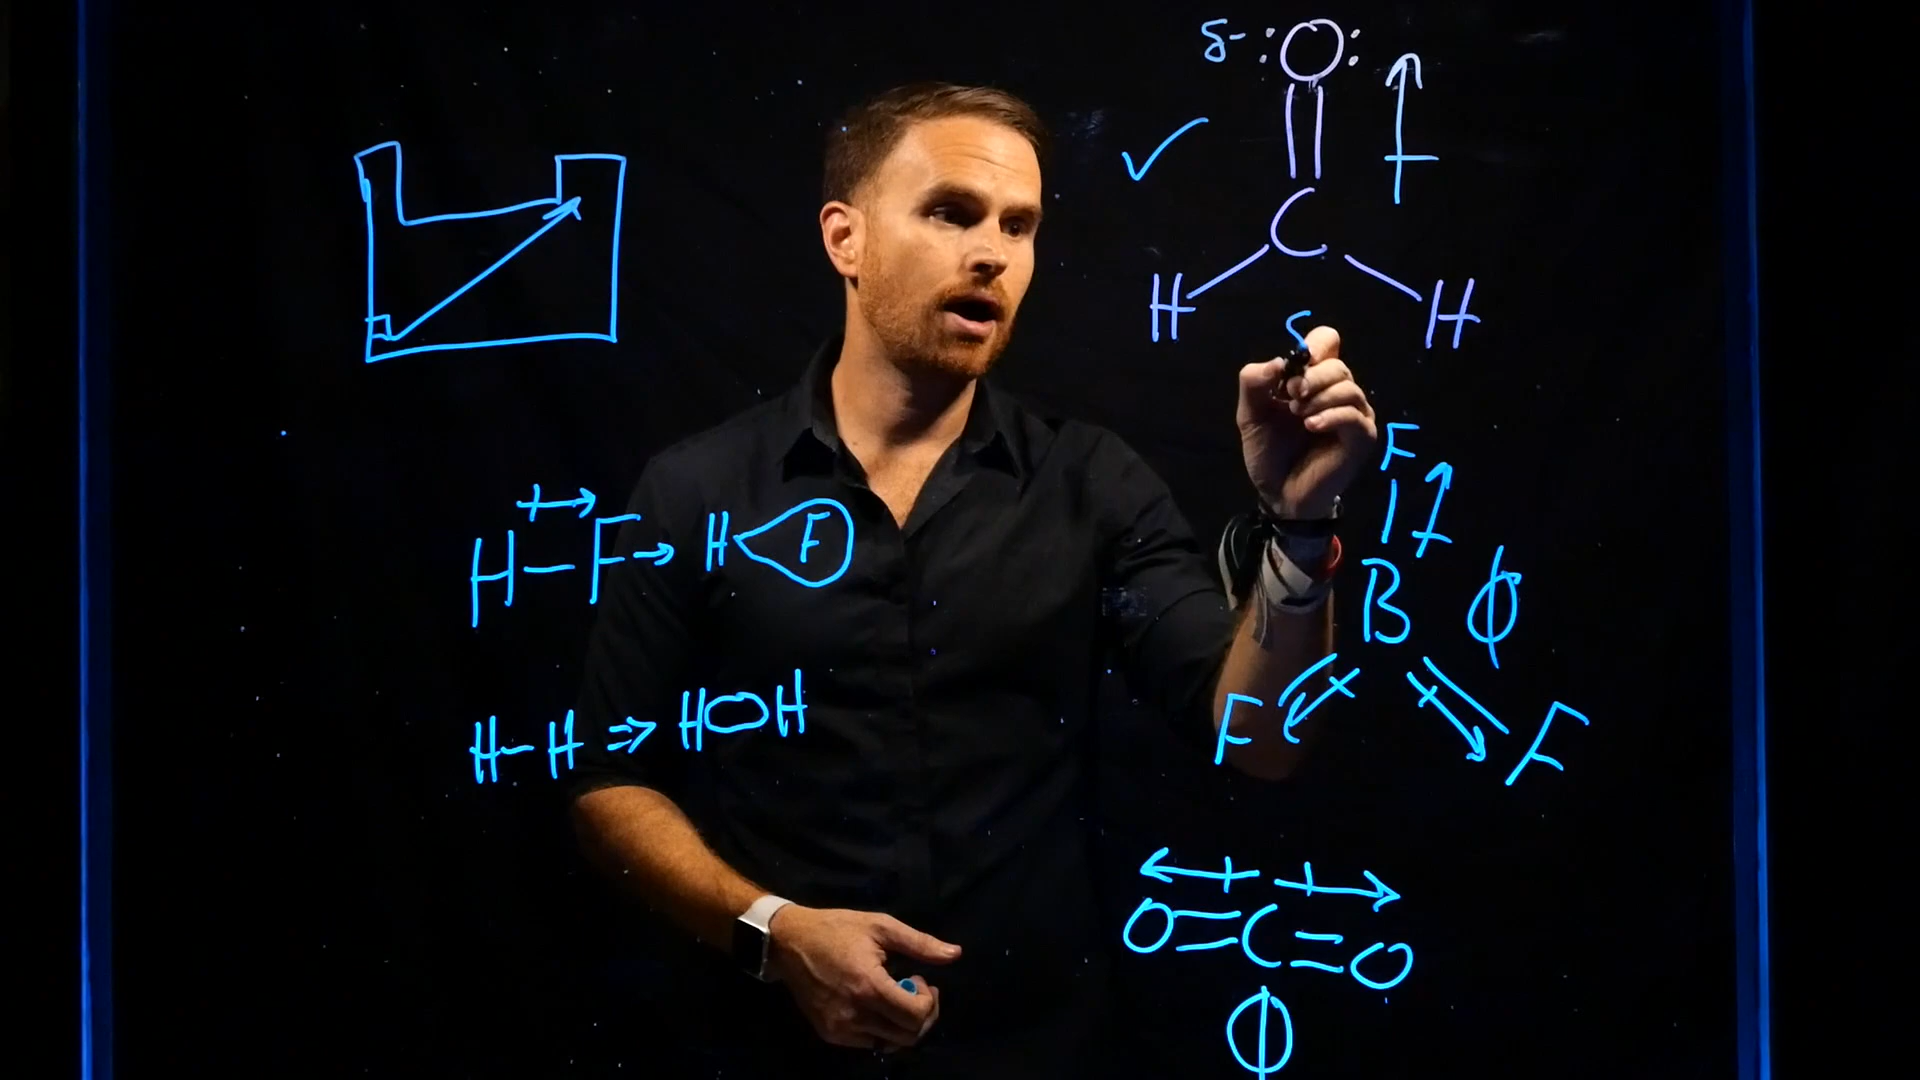 δ- :O:
C
H H
F
H-F→ H F
B Φ
H-H ⇒ HOH
F F
O=C=O
Φ